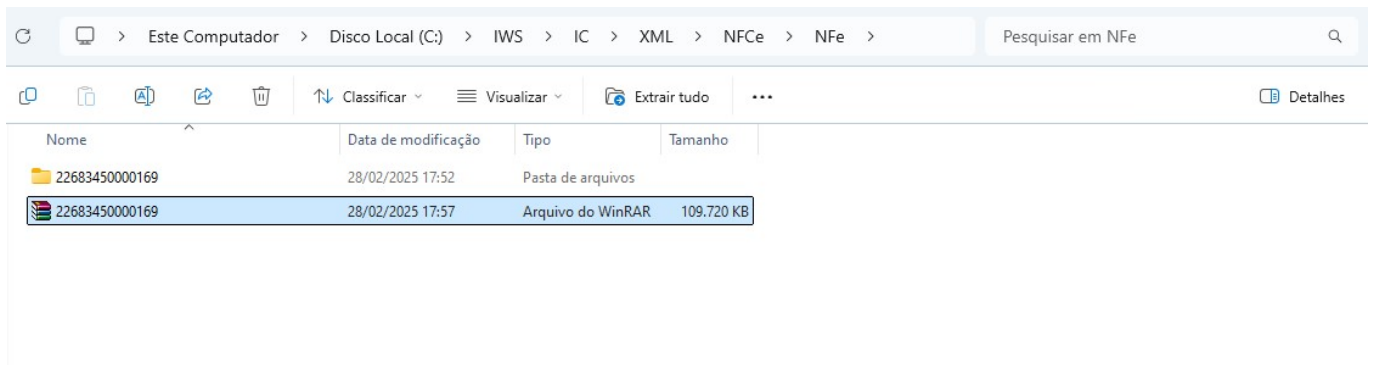 Este Computador > Disco Local (C:) > IWS > IC > XML > NFCe > NFe > Pesquisar em NFe
Classificar Visualizar Extrair tudo ... Detalhes
Nome Data de modificação Tipo Tamanho
22683450000169 28/02/2025 17:52 Pasta de arquivos
22683450000169 28/02/2025 17:57 Arquivo do WinRAR 109.720 KB